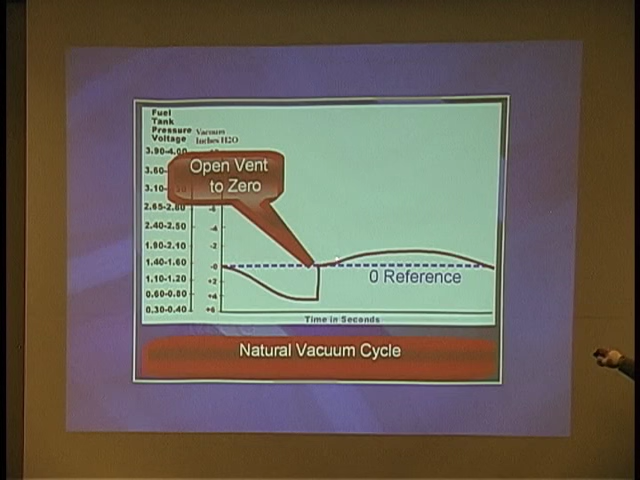 Fuel
Tank
Pressure
Voltage
Vacuum
Inches H2O
3.90-4.00
3.60-
3.10-
2.65-2.80
2.40-2.50
1.90-2.10
1.40-1.60
1.10-1.20
0.60-0.80
0.30-0.40
-4
-2
-0
+2
+4
+6
Open Vent
to Zero
0 Reference
Time in Seconds
Natural Vacuum Cycle